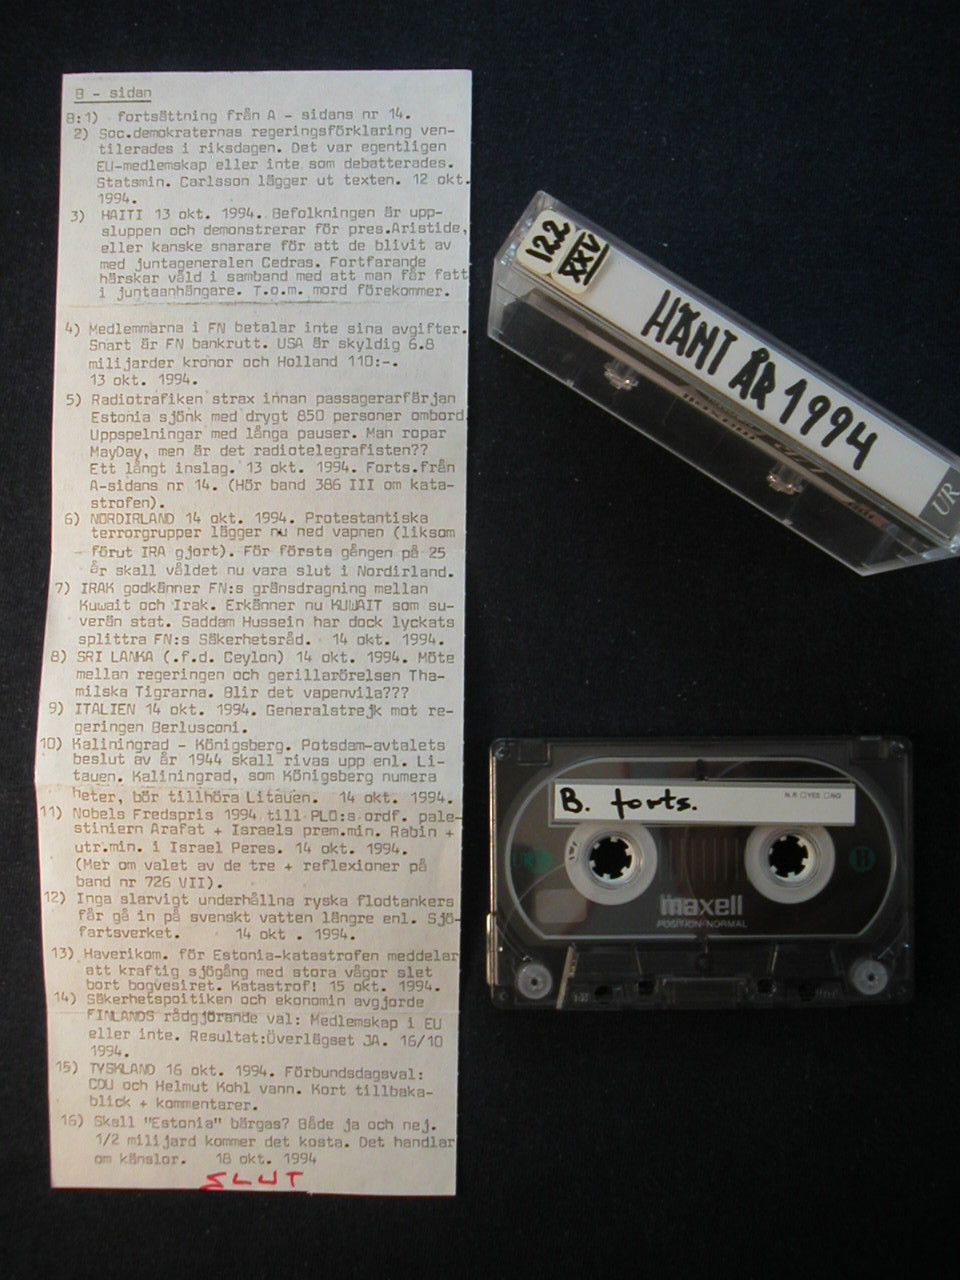 B - sidan
B:1) fortsättning från A - sidans nr 14.
2) Soc.demokraternas regeringsförklaring ven-
tilerades i riksdagen. Det var egentligen
EU-medlemskap eller inte som debatterades.
Statsmin. Carlsson lägger ut texten. 12 okt.
1994.
3) HAITI 13 okt. 1994. Befolkningen är upp-
sluppen och demonstrerar för pres.Aristide,
eller kanske snarare för att de blivit av
med juntageneralen Cedras. Fortfarande
härskar våld i samband med att man får fatt
i juntaanhängare. T.o.m. mord förekommer.
4) Medlemmarna i FN betalar inte sina avgifter.
Snart är FN bankrutt. USA är skyldig 6.8
milijarder kronor och Holland 110:-.
13 okt. 1994.
5) Radiotrafiken strax innan passagerarfärjan
Estonia sjönk med drygt 850 personer ombord
Uppspelningar med långa pauser. Man ropar
MayDay, men är det radiotelegrafisten??
Ett långt inslag. 13 okt. 1994. Forts.från
A-sidans nr 14. (Hör band 386 III om kata-
strofen).
6) NORDIRLAND 14 okt. 1994. Protestantiska
terrorgrupper lägger nu ned vapnen (liksom
förut IRA gjort). För första gången på 25
år skall våldet nu vara slut i Nordirland.
7) IRAK godkänner FN:s gränsdragning mellan
Kuwait och Irak. Erkänner nu KUWAIT som su-
verän stat. Saddam Hussein har dock lyckats
splittra FN:s Säkerhetsråd. 14 okt. 1994.
8) SRI LANKA (.f.d. Ceylon) 14 okt. 1994. Möte
mellan regeringen och gerillarörelsen Tha-
milska Tigrarna. Blir det vapenvila???
9) ITALIEN 14 okt. 1994. Generalstrejk mot re-
geringen Berlusconi.
10) Kaliningrad - Königsberg. Potsdam-avtalets
beslut av år 1944 skall rivas upp enl. Li-
tauen. Kaliningrad, som Königsberg numera
heter, bör tillhöra Litauen. 14 okt. 1994.
11) Nobels Fredspris 1994 till PLO:s ordf. pale-
stiniern Arafat + Israels prem.min. Rabin +
utr.min. i Israel Peres. 14 okt. 1994.
(Mer om valet av de tre + reflexioner på
band nr 726 VII).
12) Inga slarvigt underhållna ryska flodtankers
får gå in på svenskt vatten längre enl. Sjö-
fartsverket. 14 okt . 1994.
13) Haverikom. för Estonia-katastrofen meddelar
att kraftig sjögång med stora vågor slet
bort bogvesiret. Katastrof! 15 okt. 1994.
14) Säkerhetspoitiken och ekonomin avgjorde
FINLANDS rådgjörande val: Medlemskap i EU
eller inte. Resultat:Överlägset JA. 16/10
1994.
15) TYSKLAND 16 okt. 1994. Förbundsdagsval:
CDU och Helmut Kohl vann. Kort tillbaka-
blick + kommentarer.
16) Skall "Estonia" bärgas? Både ja och nej.
1/2 milijard kommer det kosta. Det handlar
om känslor. 18 okt. 1994
SLUT
122
XXV
HÄNT ÅR 1994
UR
B. forts.
N.R. YES NO
B
maxell
POSITION·NORMAL